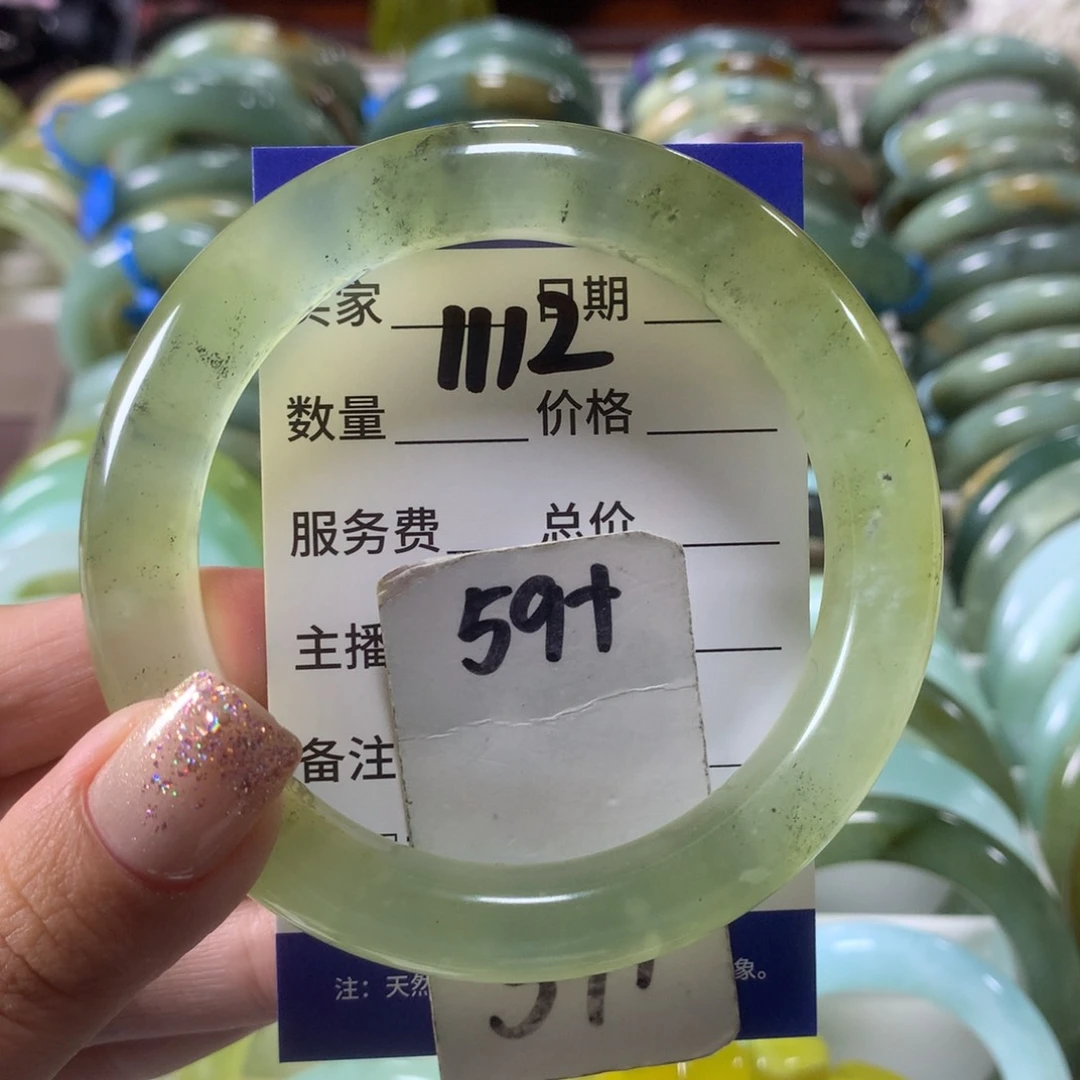 家 日期
1112
数量 价格
服务费 总价
59+
主播
备注
注：天然 象。